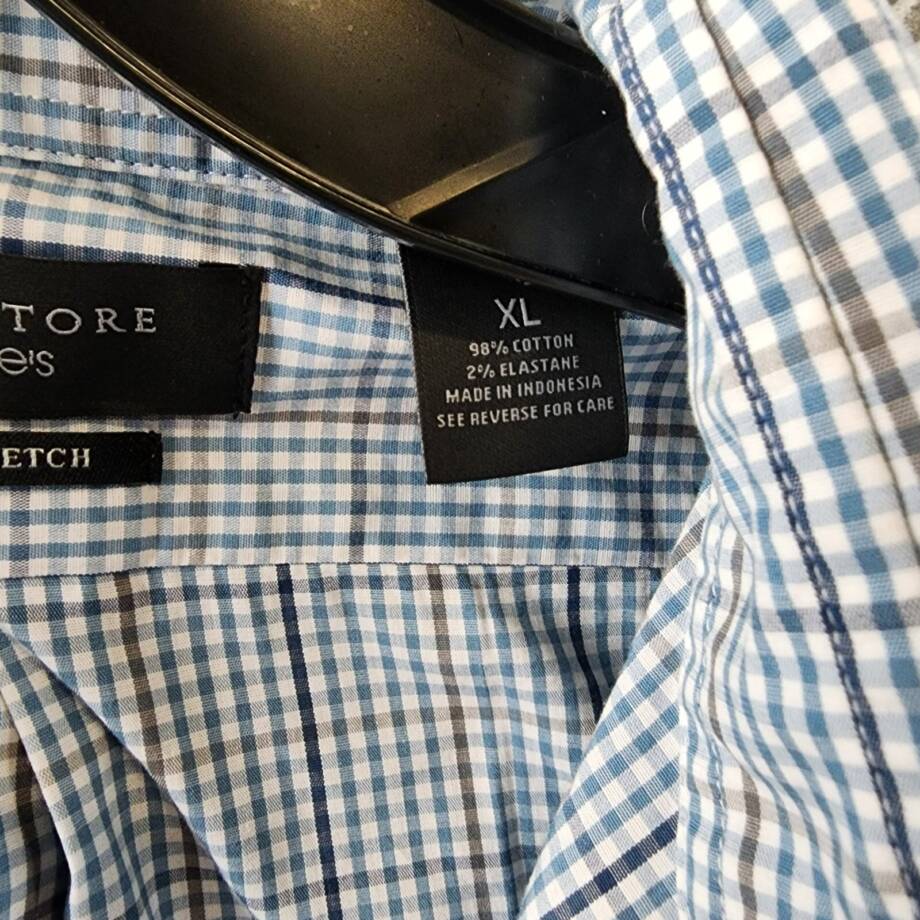 TORE
e's
ETCH
XL
98% COTTON
2% ELASTANE
MADE IN INDONESIA
SEE REVERSE FOR CARE